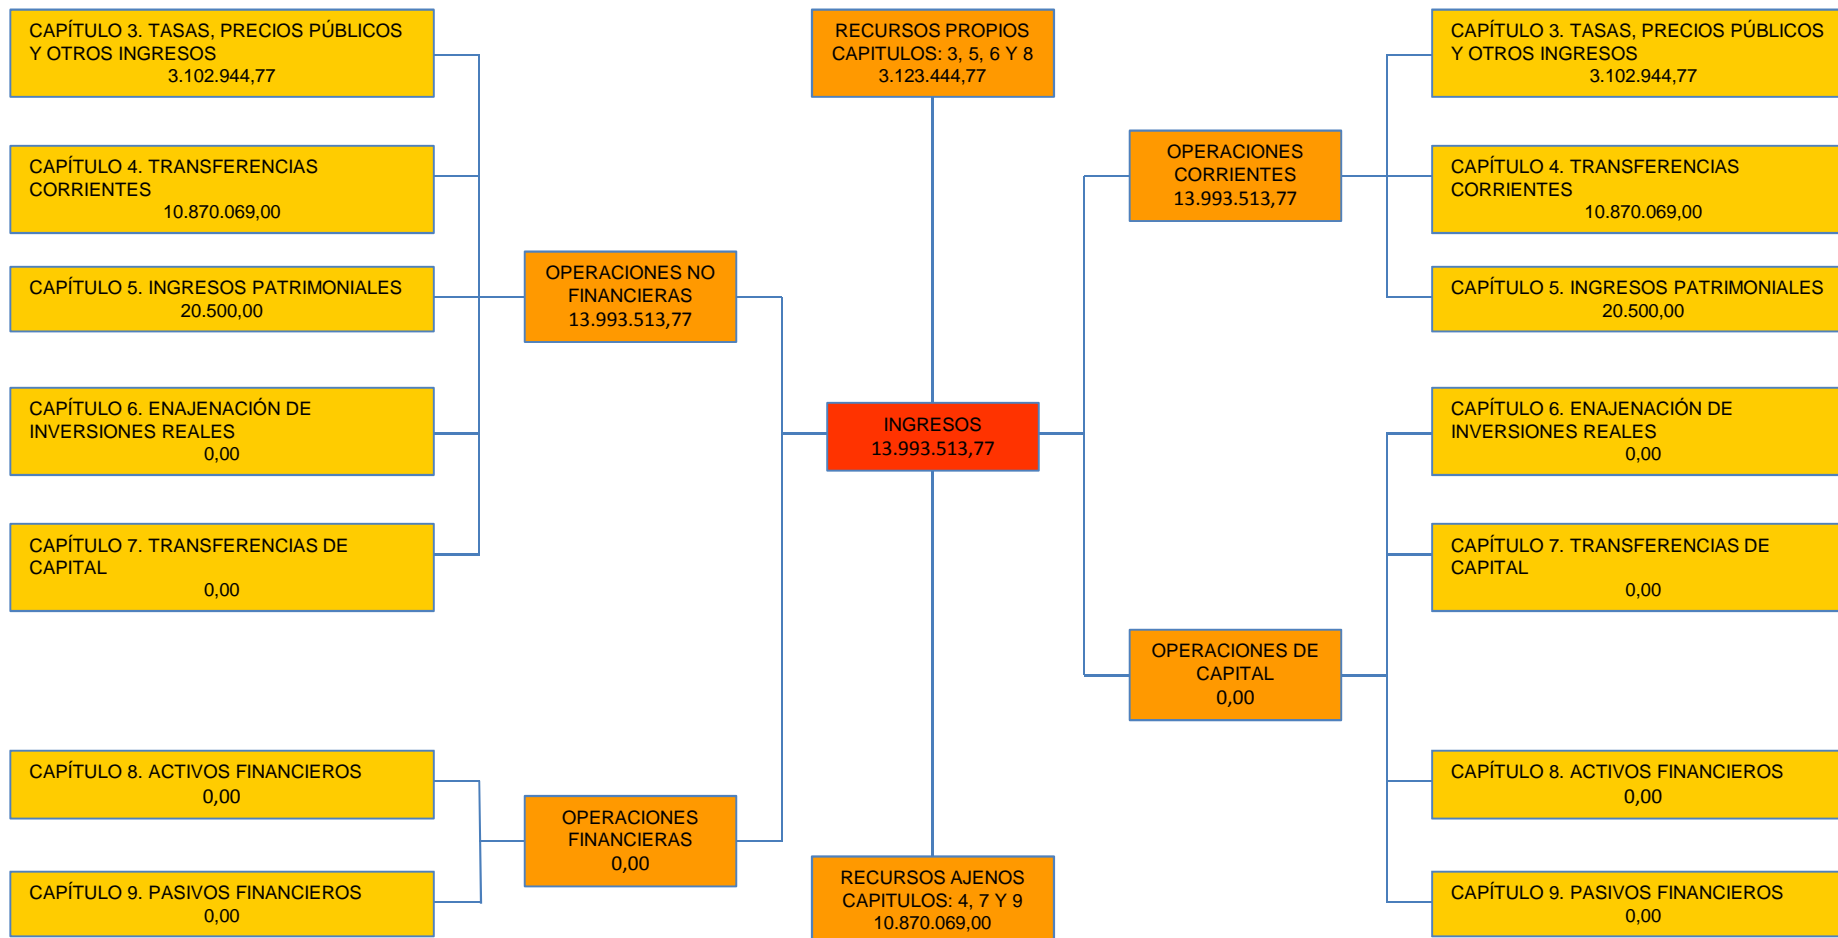 CAPÍTULO 3. TASAS, PRECIOS PÚBLICOS
Y OTROS INGRESOS
3.102.944,77
CAPÍTULO 4. TRANSFERENCIAS
CORRIENTES
10.870.069,00
CAPÍTULO 5. INGRESOS PATRIMONIALES
20.500,00
CAPÍTULO 6. ENAJENACIÓN DE
INVERSIONES REALES
0,00
CAPÍTULO 7. TRANSFERENCIAS DE
CAPITAL
0,00
CAPÍTULO 8. ACTIVOS FINANCIEROS
0,00
CAPÍTULO 9. PASIVOS FINANCIEROS
0,00
OPERACIONES NO
FINANCIERAS
13.993.513,77
OPERACIONES
FINANCIERAS
0,00
RECURSOS PROPIOS
CAPITULOS: 3, 5, 6 Y 8
3.123.444,77
INGRESOS
13.993.513,77
RECURSOS AJENOS
CAPITULOS: 4, 7 Y 9
10.870.069,00
OPERACIONES
CORRIENTES
13.993.513,77
OPERACIONES DE
CAPITAL
0,00
CAPÍTULO 3. TASAS, PRECIOS PÚBLICOS
Y OTROS INGRESOS
3.102.944,77
CAPÍTULO 4. TRANSFERENCIAS
CORRIENTES
10.870.069,00
CAPÍTULO 5. INGRESOS PATRIMONIALES
20.500,00
CAPÍTULO 6. ENAJENACIÓN DE
INVERSIONES REALES
0,00
CAPÍTULO 7. TRANSFERENCIAS DE
CAPITAL
0,00
CAPÍTULO 8. ACTIVOS FINANCIEROS
0,00
CAPÍTULO 9. PASIVOS FINANCIEROS
0,00